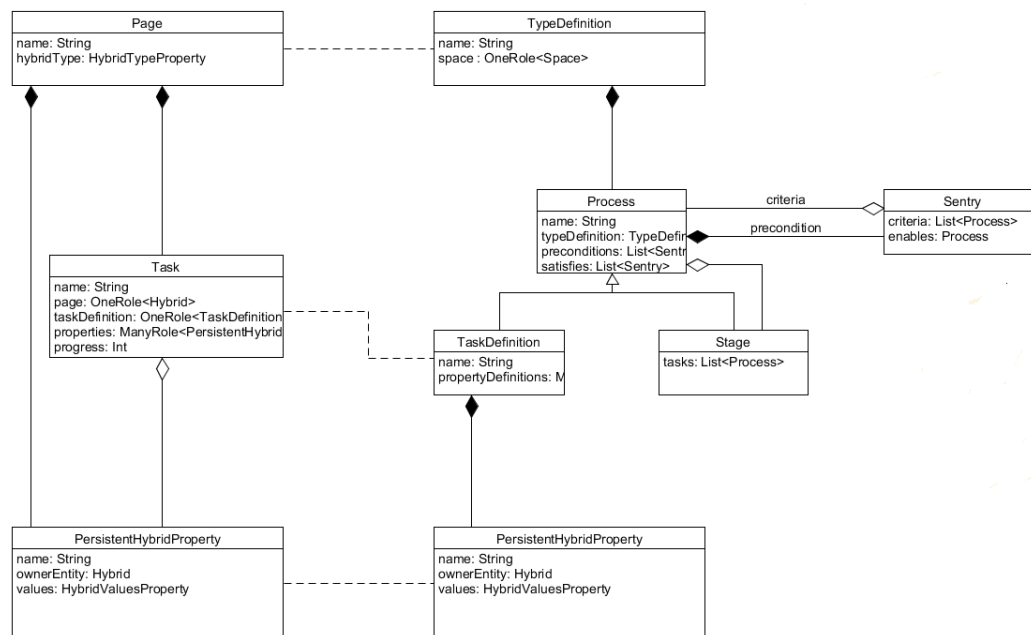 Page
name: String
hybridType: HybridTypeProperty
TypeDefinition
name: String
space : OneRole<Space>
Process
name: String
typeDefinition: TypeDefir
preconditions: List<Sentr
satisfies: List<Sentry>
criteria
precondition
Sentry
criteria: List<Process>
enables: Process
Task
name: String
page: OneRole<Hybrid>
taskDefinition: OneRole<TaskDefinition
properties: ManyRole<PersistentHybrid
progress: Int
TaskDefinition
name: String
propertyDefinitions: M
Stage
tasks: List<Process>
PersistentHybridProperty
name: String
ownerEntity: Hybrid
values: HybridValuesProperty
PersistentHybridProperty
name: String
ownerEntity: Hybrid
values: HybridValuesProperty